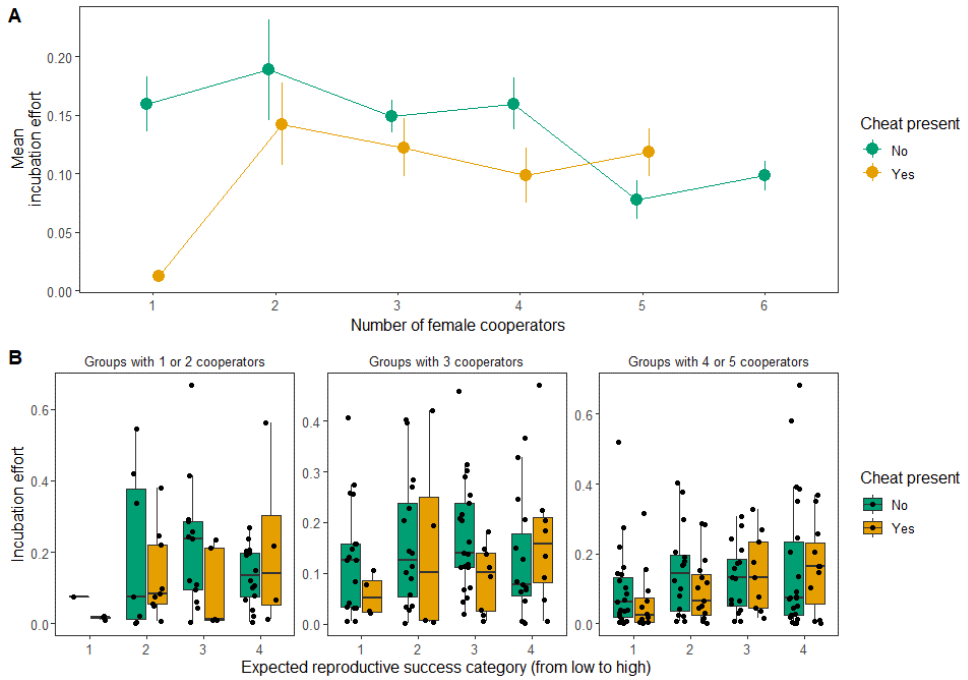 A
Mean
incubation effort
0.20
0.15
0.10
0.05
0.00
1 2 3 4 5 6
Number of female cooperators
Cheat present
No
Yes
B
Groups with 1 or 2 cooperators
Groups with 3 cooperators
Groups with 4 or 5 cooperators
Incubation effort
0.6
0.4
0.2
0.0
1 2 3 4
0.4
0.3
0.2
0.1
0.0
1 2 3 4
0.6
0.4
0.2
0.0
1 2 3 4
Expected reproductive success category (from low to high)
Cheat present
No
Yes